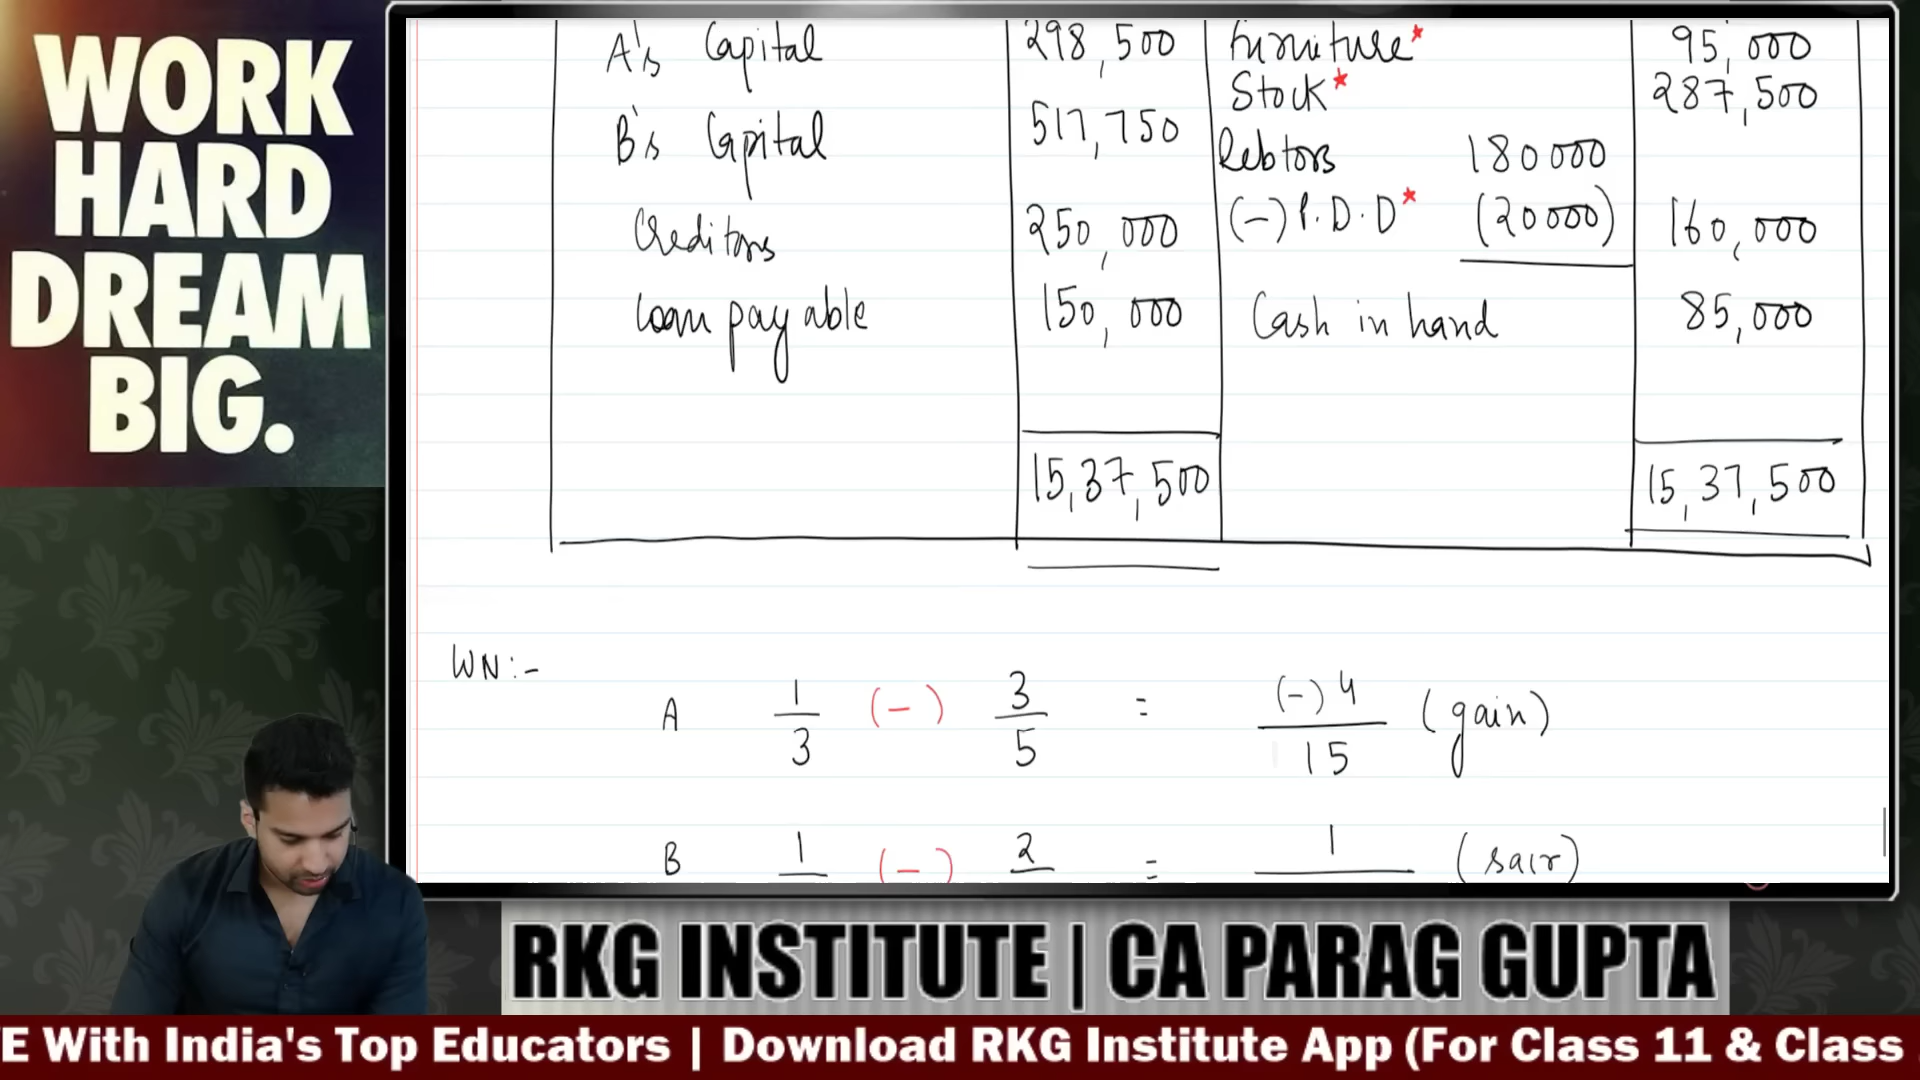 WORK
HARD
DREAM
BIG.
A's Capital 298,500 Furniture* 95,000
Stock* 287,500
B's Capital 517,750
Debtors 180000
Creditors 250,000 (-) P.D.D* (20000) 160,000
Loan payable 150,000 Cash in hand 85,000
15,37,500 15,37,500
WN:-
A 1/3 (-) 3/5 = (-) 4/15 (gain)
B 1 (-) 2 = 1 (sacr)
RKG INSTITUTE | CA PARAG GUPTA
E With India's Top Educators | Download RKG Institute App (For Class 11 & Class